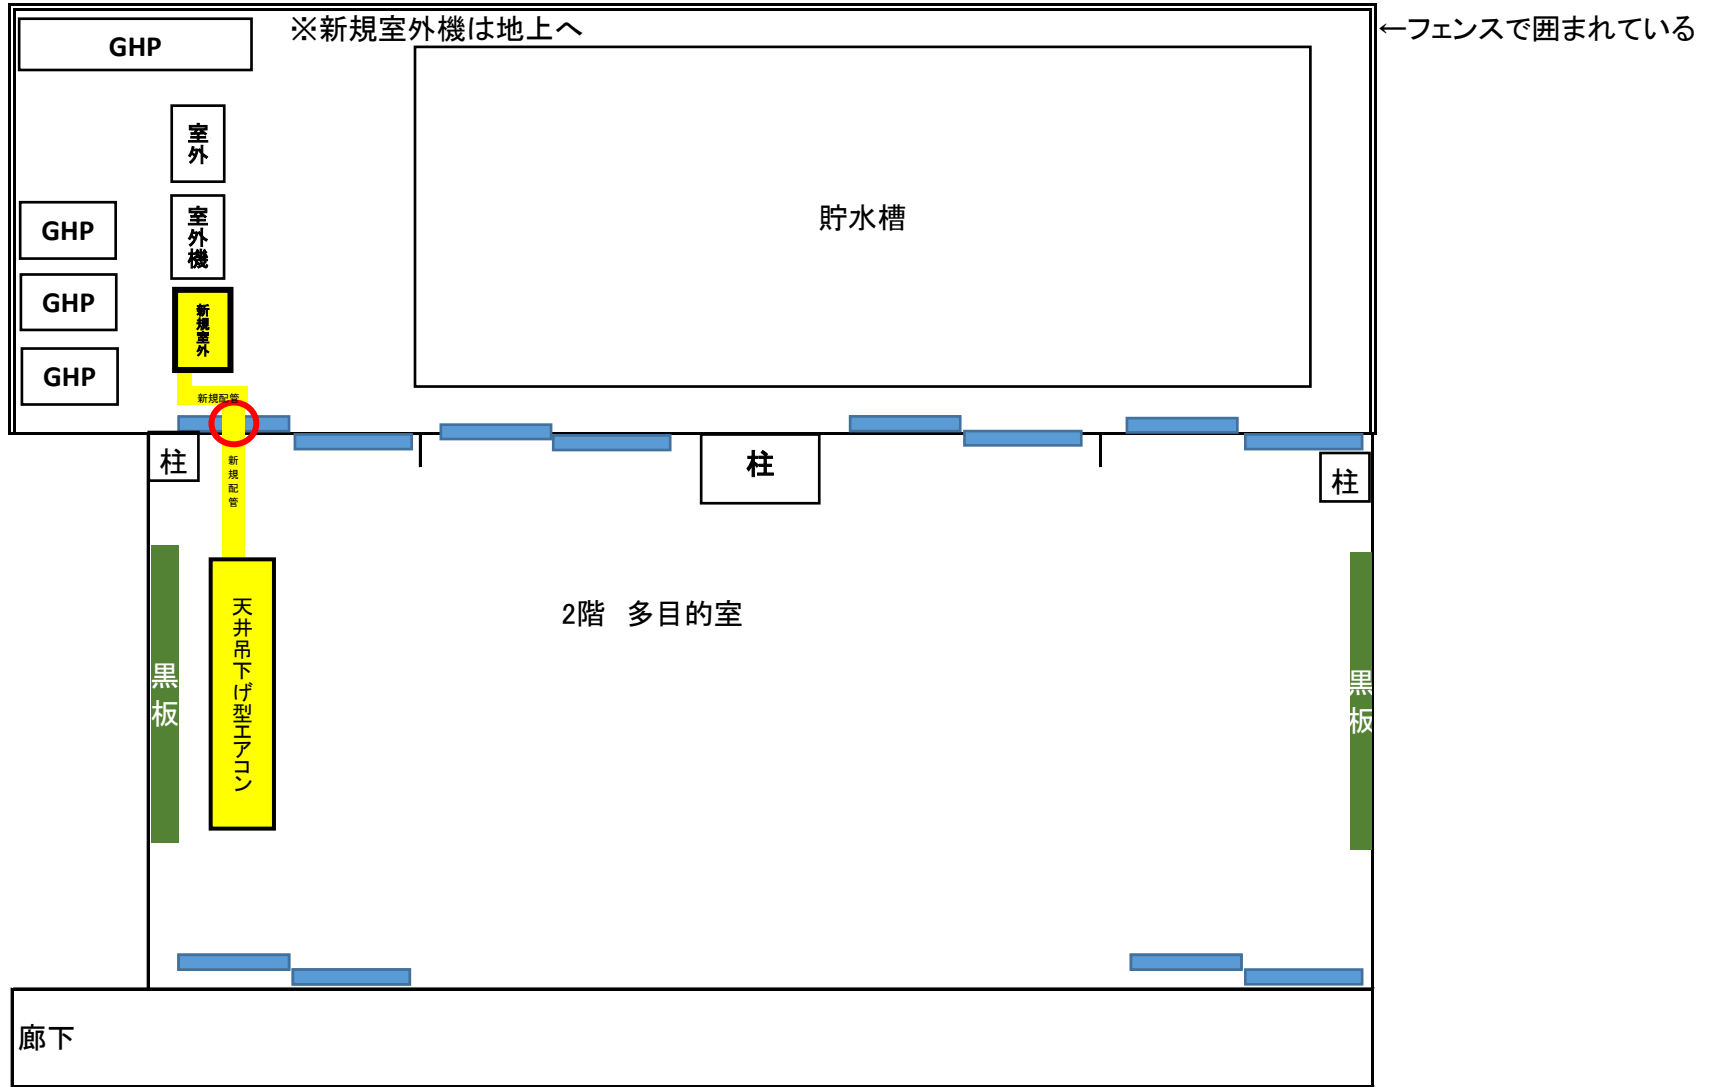 GHP
※新規室外機は地上へ
←フェンスで囲まれている
室外
貯水槽
GHP
室外機
GHP
新規室外
GHP
新規配管
柱
新規配管
柱
柱
天井吊下げ型エアコン
2階　多目的室
黒板
黒板
廊下